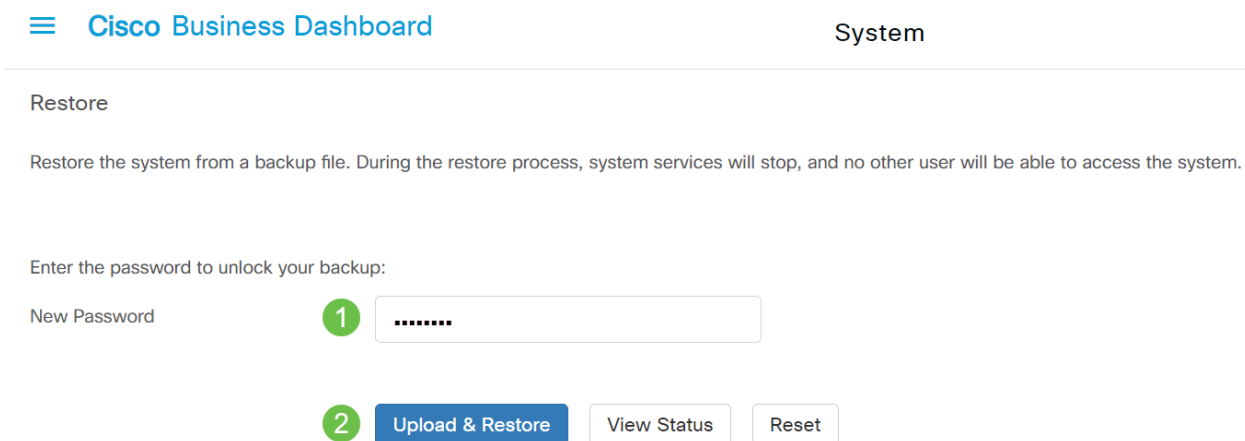 Cisco Business Dashboard
System
Restore
Restore the system from a backup file. During the restore process, system services will stop, and no other user will be able to access the system.
Enter the password to unlock your backup:
New Password
1
••••••••
2
Upload & Restore
View Status
Reset